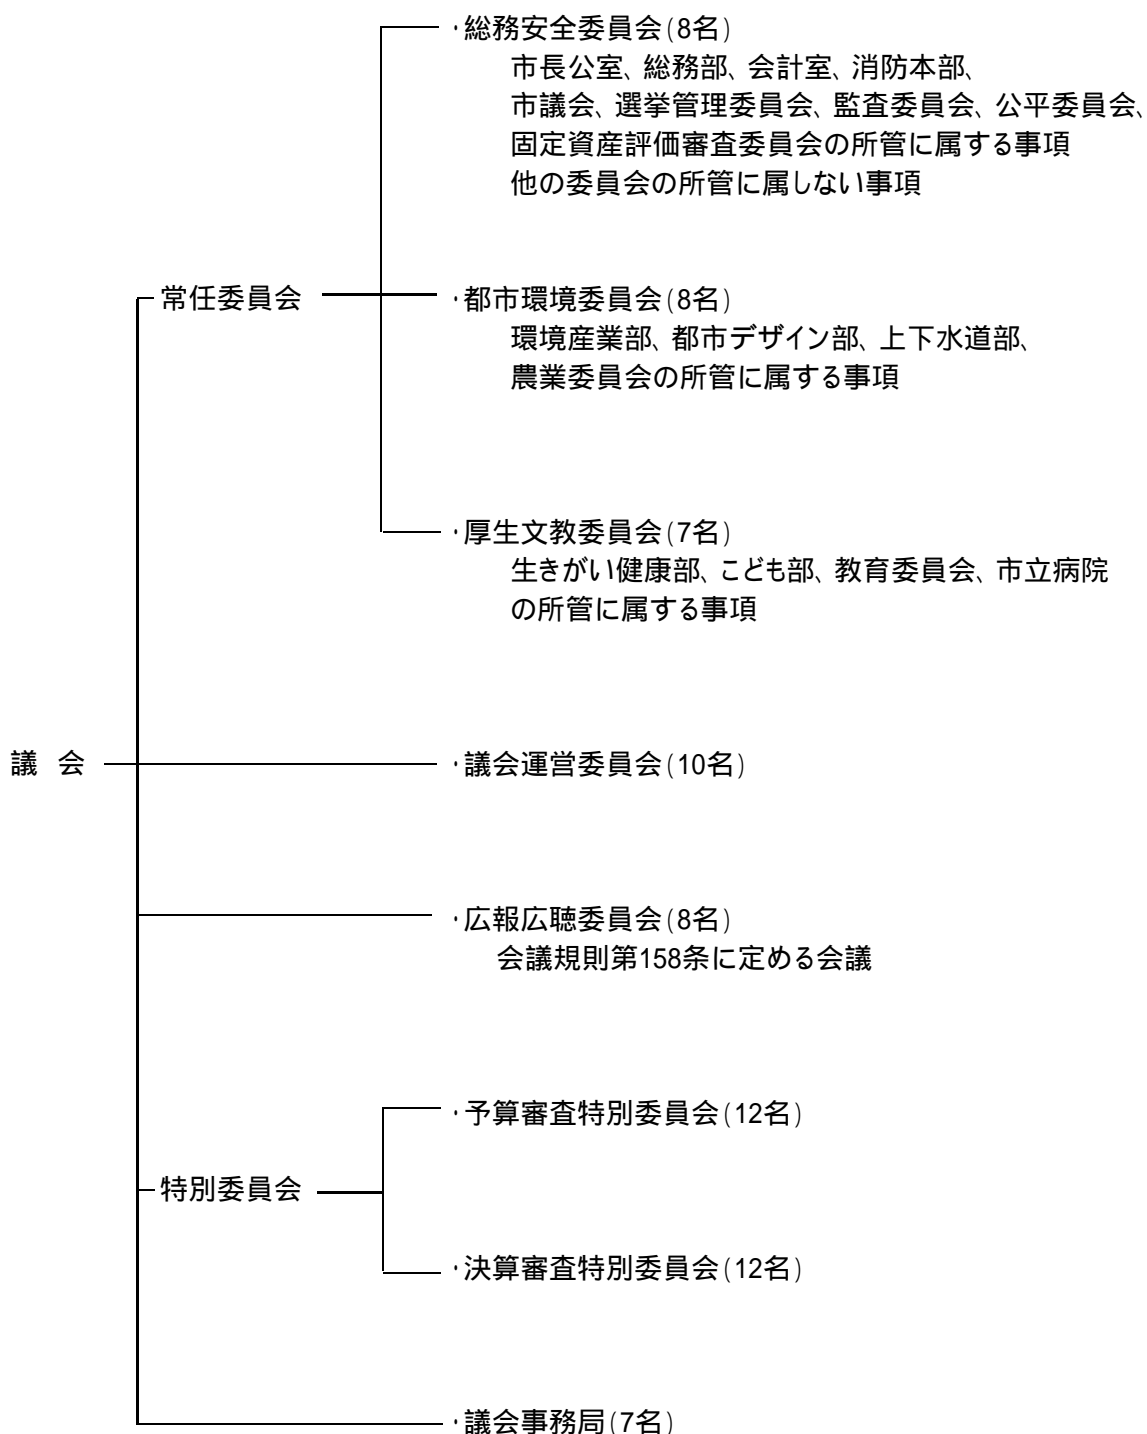 ・総務安全委員会(8名)
市長公室、総務部、会計室、消防本部、
市議会、選挙管理委員会、監査委員会、公平委員会、
固定資産評価審査委員会の所管に属する事項
他の委員会の所管に属しない事項
常任委員会
・都市環境委員会(8名)
環境産業部、都市デザイン部、上下水道部、
農業委員会の所管に属する事項
・厚生文教委員会(7名)
生きがい健康部、こども部、教育委員会、市立病院
の所管に属する事項
議 会
・議会運営委員会(10名)
・広報広聴委員会(8名)
会議規則第158条に定める会議
・予算審査特別委員会(12名)
特別委員会
・決算審査特別委員会(12名)
・議会事務局(7名)